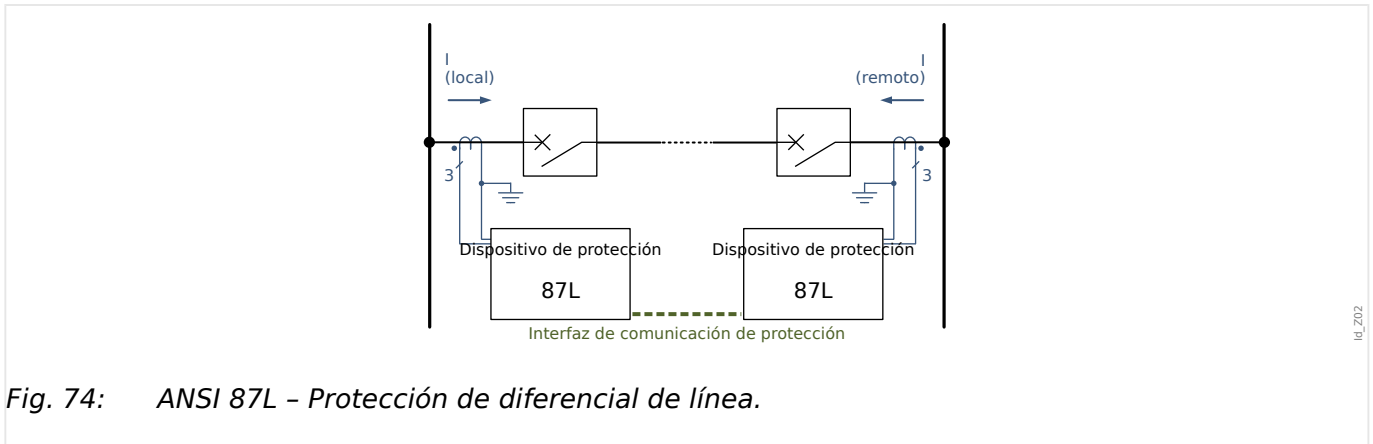 I
(local)
I
(remoto)
3
3
Dispositivo de protección
87L
Dispositivo de protección
87L
Interfaz de comunicación de protección
ld_Z02
Fig. 74: ANSI 87L – Protección de diferencial de línea.